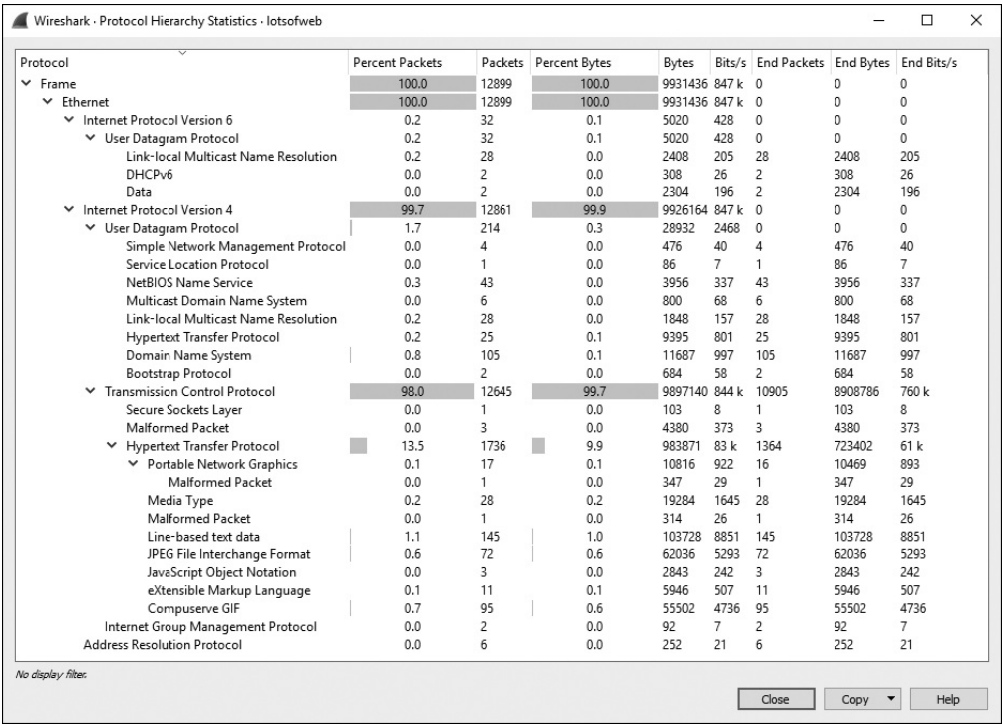 Wireshark · Protocol Hierarchy Statistics · lotsofweb
Protocol Percent Packets Packets Percent Bytes Bytes Bits/s End Packets End Bytes End Bits/s
Frame 100.0 12899 100.0 9931436 847 k 0 0 0
Ethernet 100.0 12899 100.0 9931436 847 k 0 0 0
Internet Protocol Version 6 0.2 32 0.1 5020 428 0 0 0
User Datagram Protocol 0.2 32 0.1 5020 428 0 0 0
Link-local Multicast Name Resolution 0.2 28 0.0 2408 205 28 2408 205
DHCPv6 0.0 2 0.0 308 26 2 308 26
Data 0.0 2 0.0 2304 196 2 2304 196
Internet Protocol Version 4 99.7 12861 99.9 9926164 847 k 0 0 0
User Datagram Protocol 1.7 214 0.3 28932 2468 0 0 0
Simple Network Management Protocol 0.0 4 0.0 476 40 4 476 40
Service Location Protocol 0.0 1 0.0 86 7 1 86 7
NetBIOS Name Service 0.3 43 0.0 3956 337 43 3956 337
Multicast Domain Name System 0.0 6 0.0 800 68 6 800 68
Link-local Multicast Name Resolution 0.2 28 0.0 1848 157 28 1848 157
Hypertext Transfer Protocol 0.2 25 0.1 9395 801 25 9395 801
Domain Name System 0.8 105 0.1 11687 997 105 11687 997
Bootstrap Protocol 0.0 2 0.0 684 58 2 684 58
Transmission Control Protocol 98.0 12645 99.7 9897140 844 k 10905 8908786 760 k
Secure Sockets Layer 0.0 1 0.0 103 8 1 103 8
Malformed Packet 0.0 3 0.0 4380 373 3 4380 373
Hypertext Transfer Protocol 13.5 1736 9.9 983871 83 k 1364 723402 61 k
Portable Network Graphics 0.1 17 0.1 10816 922 16 10469 893
Malformed Packet 0.0 1 0.0 347 29 1 347 29
Media Type 0.2 28 0.2 19284 1645 28 19284 1645
Malformed Packet 0.0 1 0.0 314 26 1 314 26
Line-based text data 1.1 145 1.0 103728 8851 145 103728 8851
JPEG File Interchange Format 0.6 72 0.6 62036 5293 72 62036 5293
JavaScript Object Notation 0.0 3 0.0 2843 242 3 2843 242
eXtensible Markup Language 0.1 11 0.1 5946 507 11 5946 507
Compuserve GIF 0.7 95 0.6 55502 4736 95 55502 4736
Internet Group Management Protocol 0.0 2 0.0 92 7 2 92 7
Address Resolution Protocol 0.0 6 0.0 252 21 6 252 21
No display filter.
Close Copy Help